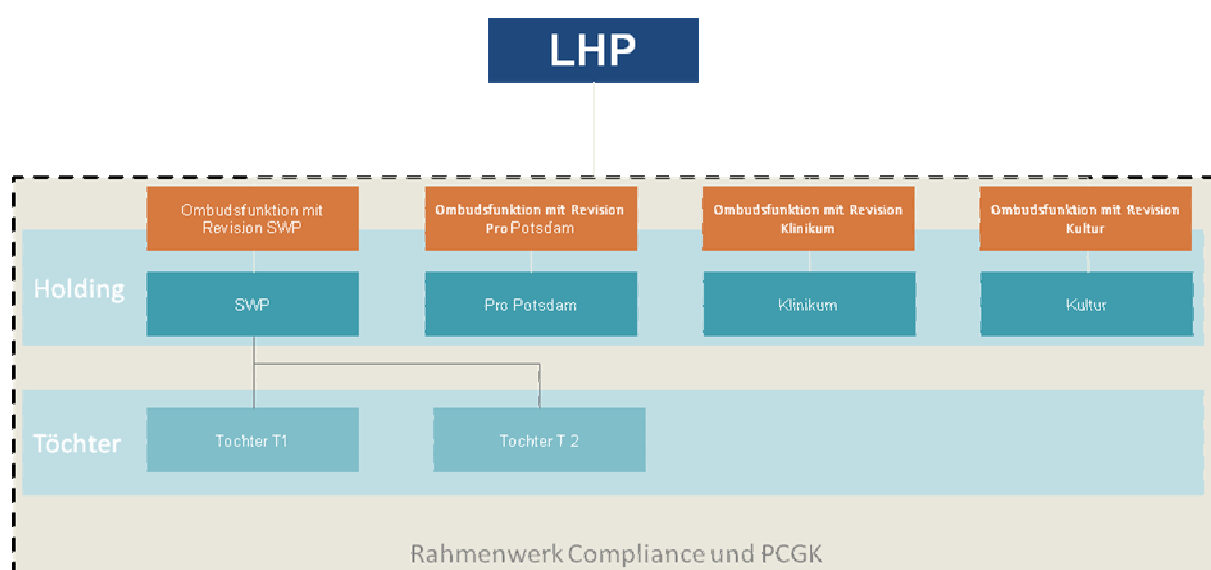 LHP
Ombudsfunktion mit
Revision SWP
Ombudsfunktion mit Revision
Pro Potsdam
Ombudsfunktion mit Revision
Klinikum
Ombudsfunktion mit Revision
Kultur
Holding
SWP
Pro Potsdam
Klinikum
Kultur
Töchter
Tochter T1
Tochter T 2
Rahmenwerk Compliance und PCGK